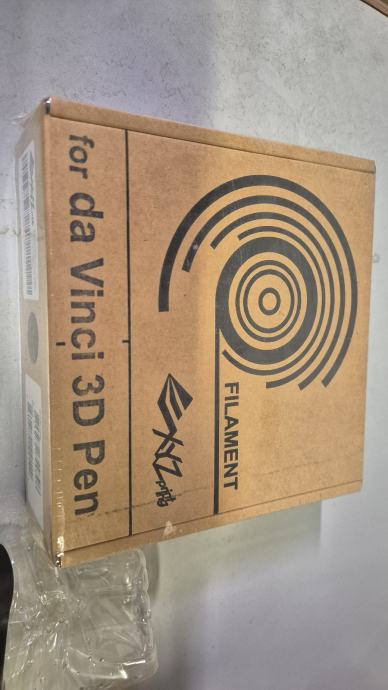 FILAMENT
XYZprinting
for da Vinci 3D Pen